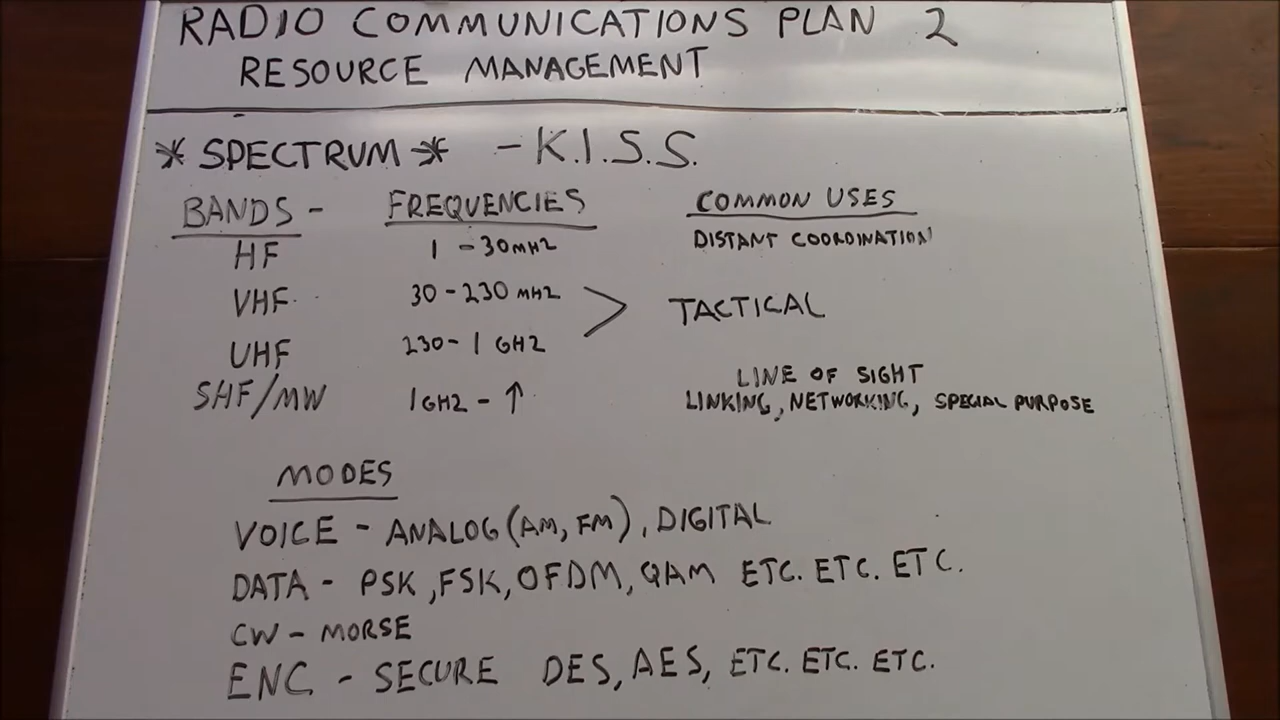 RADIO COMMUNICATIONS PLAN 2
RESOURCE MANAGEMENT
* SPECTRUM * - K.I.S.S.
BANDS - FREQUENCIES COMMON USES
HF 1 - 30MHZ DISTANT COORDINATION
VHF 30 - 230 MHZ > TACTICAL
UHF 230 - 1 GHZ
SHF/MW 1GHZ - ↑ LINE OF SIGHT
LINKING, NETWORKING, SPECIAL PURPOSE
MODES
VOICE - ANALOG (AM, FM), DIGITAL
DATA - PSK, FSK, OFDM, QAM ETC. ETC. ETC.
CW - MORSE
ENC - SECURE DES, AES, ETC. ETC. ETC.